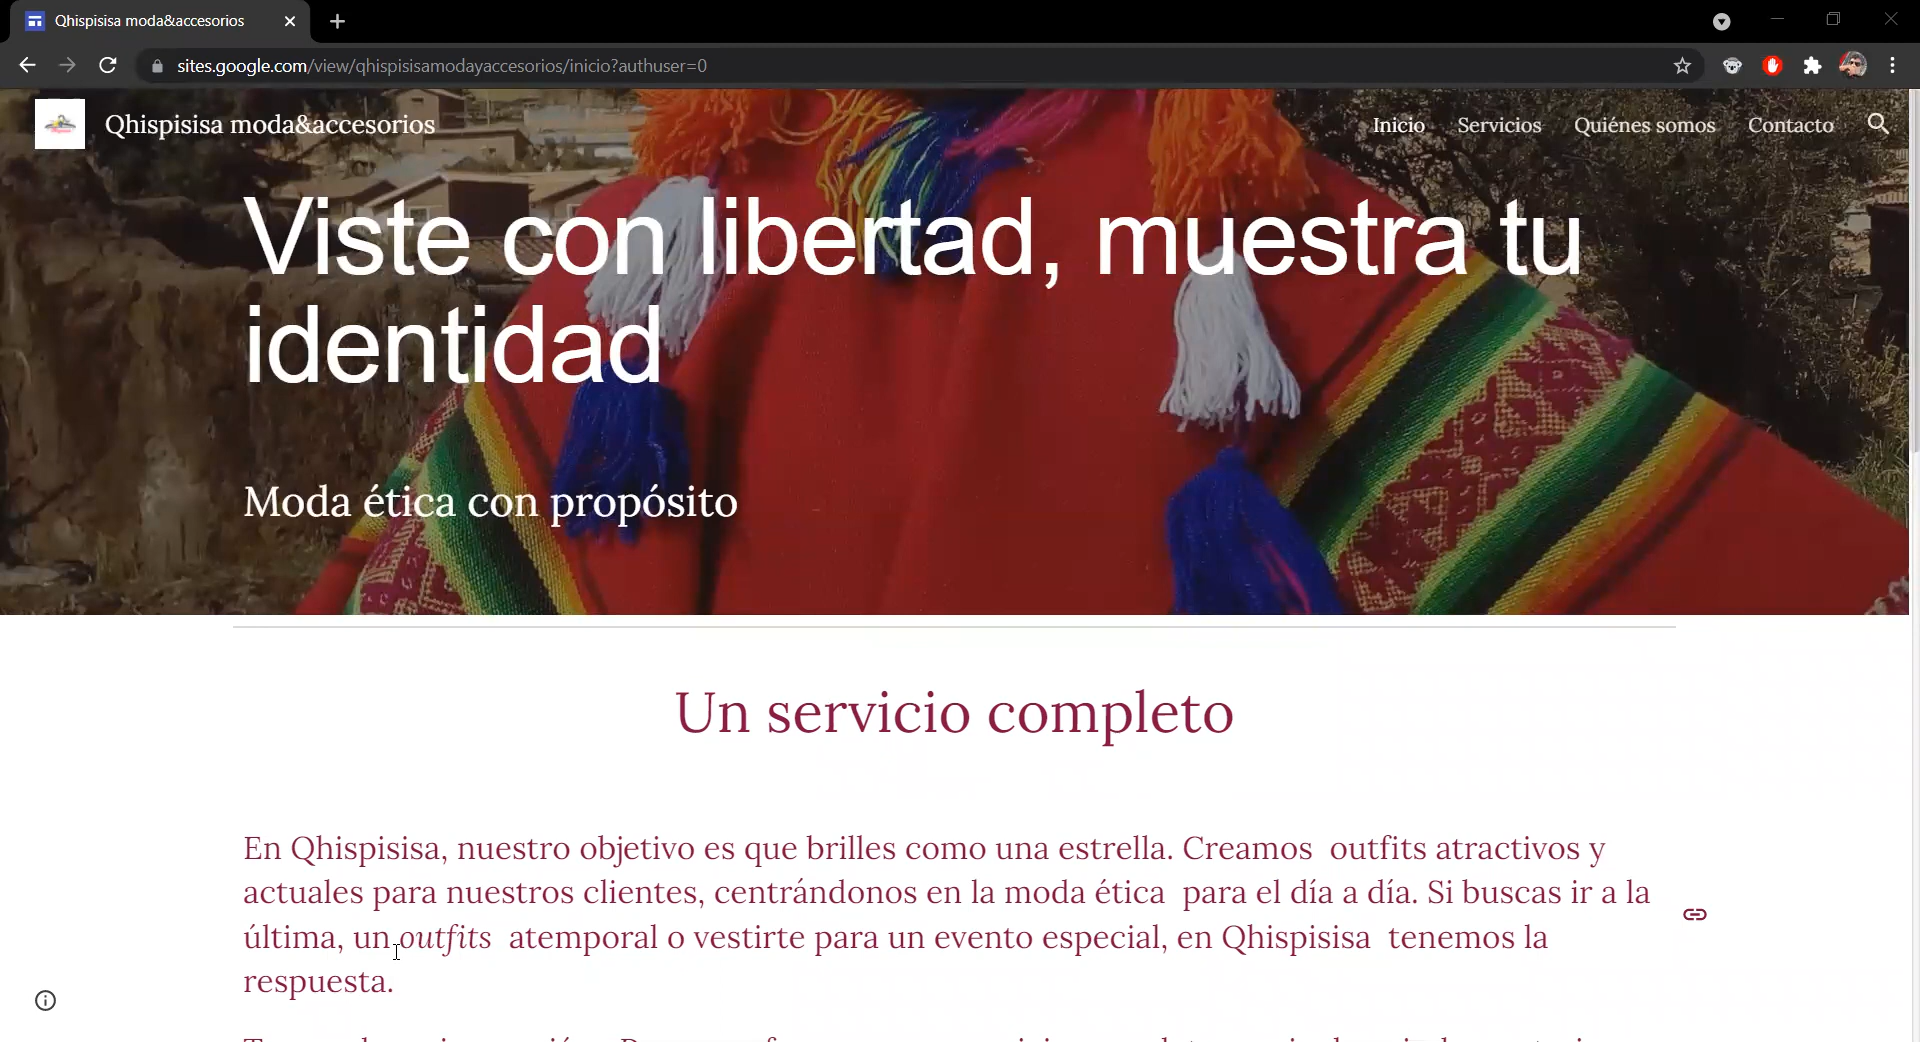 Qhispisisa moda&accesorios
sites.google.com/view/qhispisisamodayaccesorios/inicio?authuser=0
Qhispisisa moda&accesorios
Inicio Servicios Quiénes somos Contacto
Viste con libertad, muestra tu
identidad
Moda ética con propósito
Un servicio completo
En Qhispisisa, nuestro objetivo es que brilles como una estrella. Creamos outfits atractivos y
actuales para nuestros clientes, centrándonos en la moda ética para el día a día. Si buscas ir a la
última, un outfits atemporal o vestirte para un evento especial, en Qhispisisa tenemos la
respuesta.